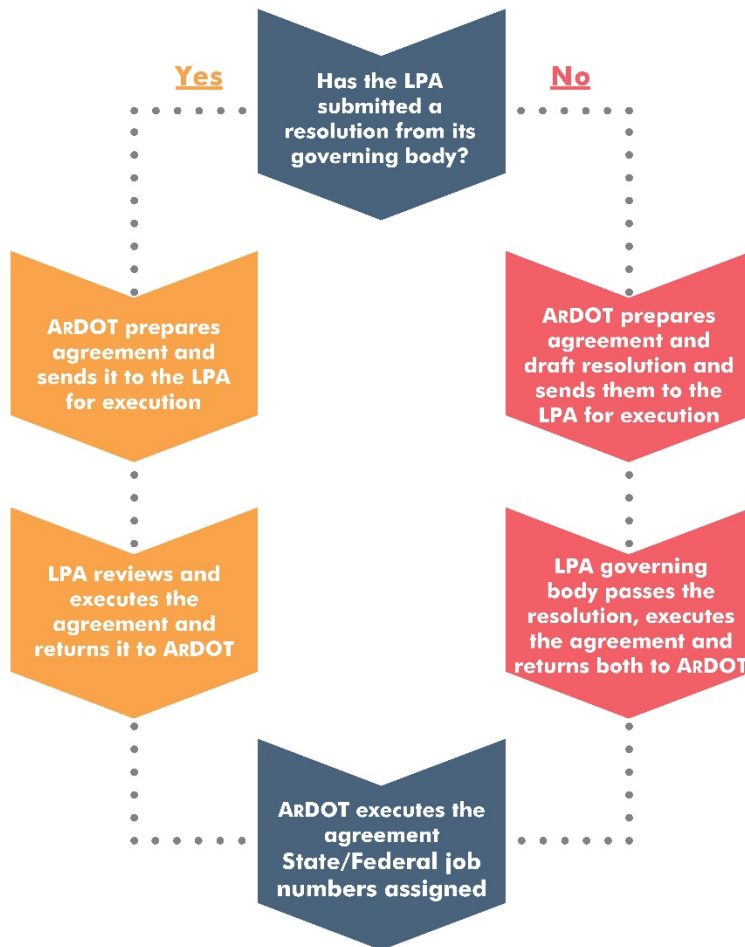 Yes
Has the LPA
submitted a
resolution from its
governing body?
No
ARDOT prepares
agreement and
sends it to the LPA
for execution
ARDOT prepares
agreement and
draft resolution and
sends them to the
LPA for execution
LPA reviews and
executes the
agreement and
returns it to ARDOT
LPA governing
body passes the
resolution, executes
the agreement and
returns both to ARDOT
ARDOT executes the
agreement
State/Federal job
numbers assigned